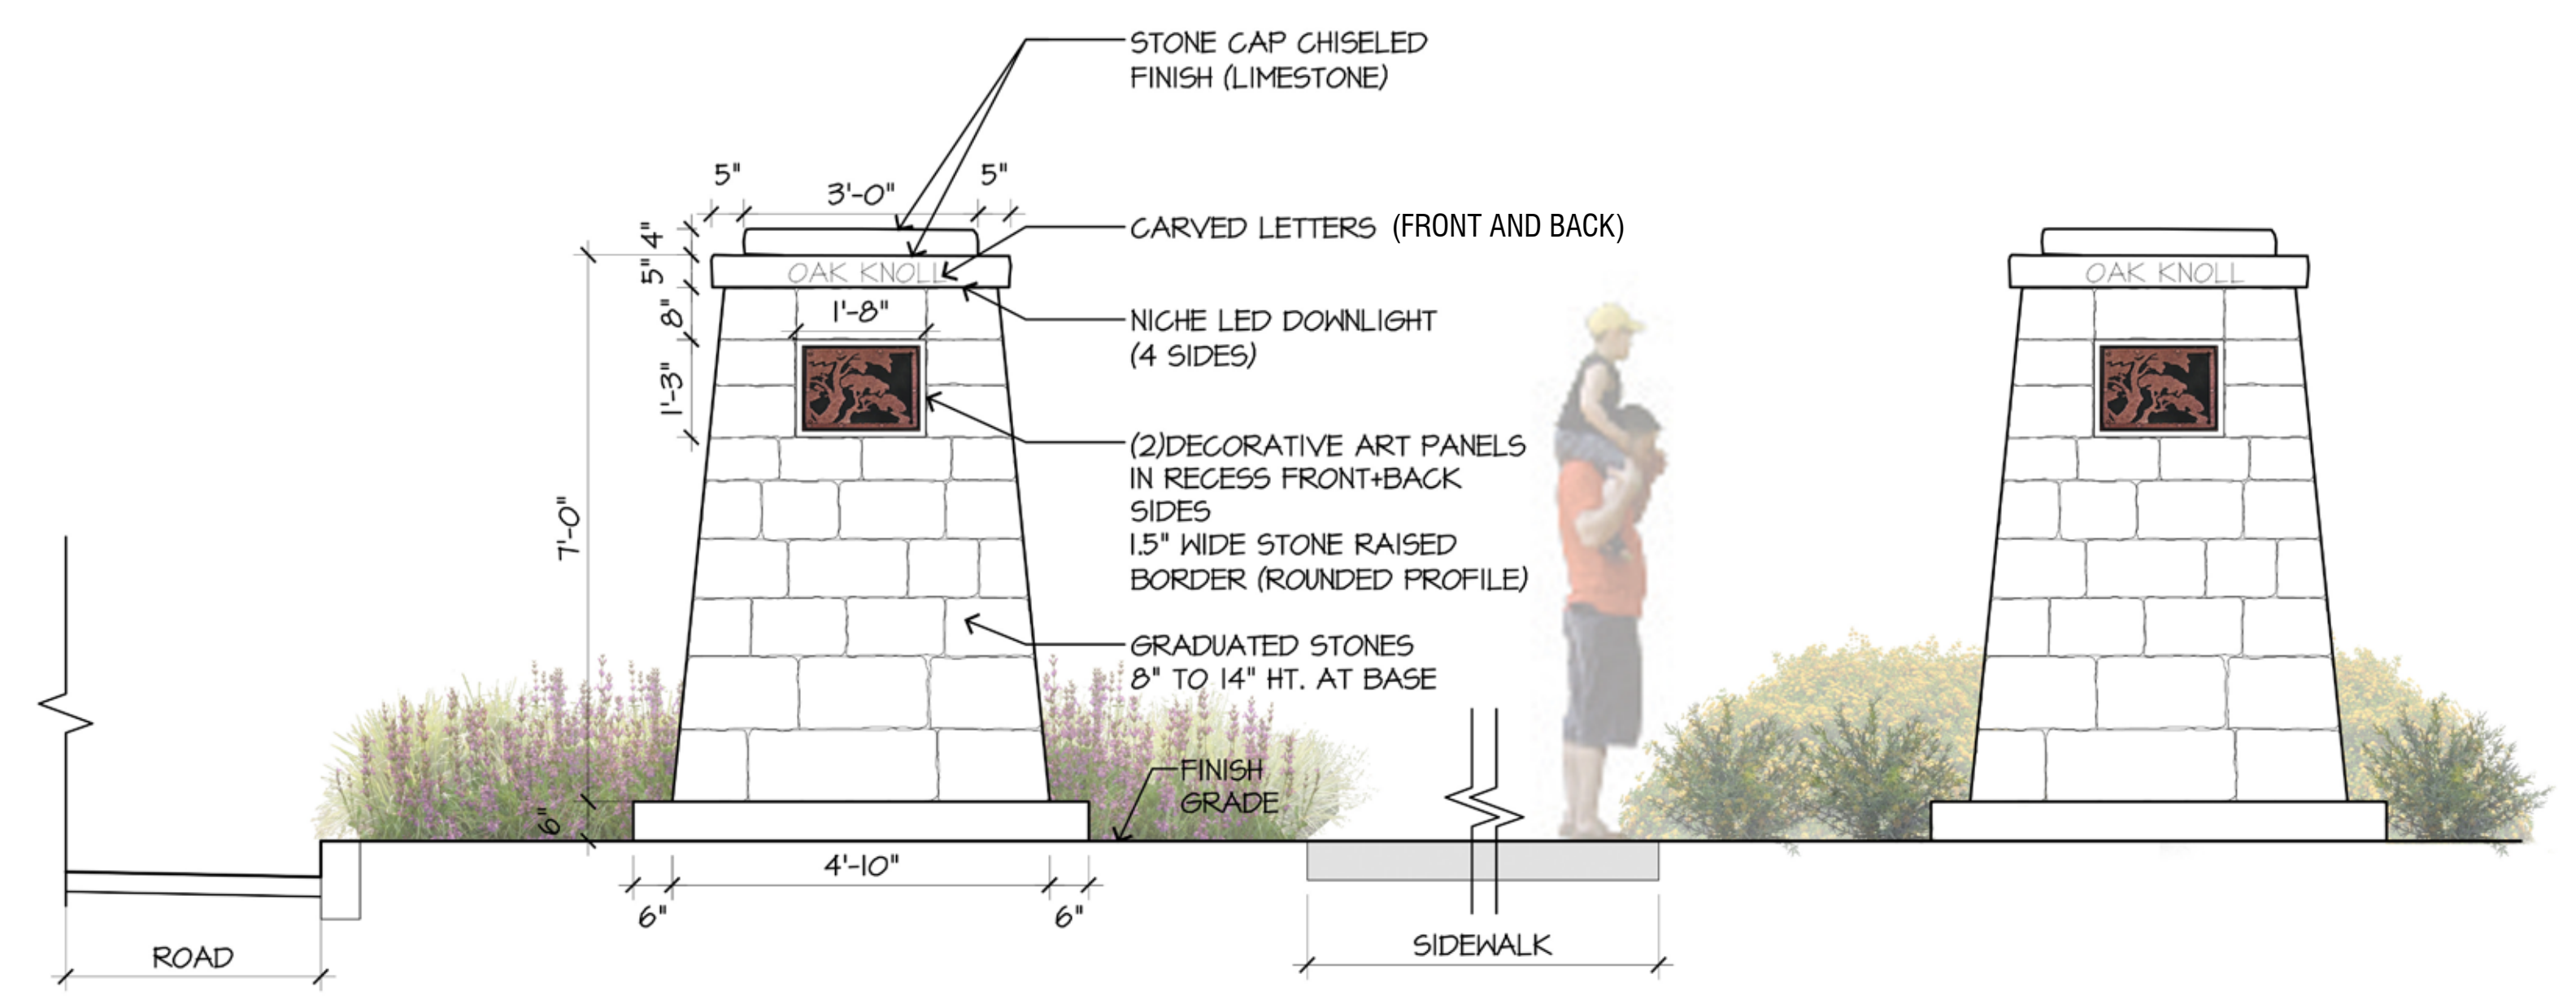 STONE CAP CHISELED
FINISH (LIMESTONE)
5" 3'-0" 5"
4"
CARVED LETTERS (FRONT AND BACK)
5"
OAK KNOLL
OAK KNOLL
8"
1'-8"
NICHE LED DOWNLIGHT
(4 SIDES)
1'-3"
(2)DECORATIVE ART PANELS
IN RECESS FRONT+BACK
SIDES
1.5" WIDE STONE RAISED
BORDER (ROUNDED PROFILE)
7'-0"
GRADUATED STONES
8" TO 14" HT. AT BASE
FINISH
GRADE
6"
4'-10"
6" 6"
ROAD
SIDEWALK